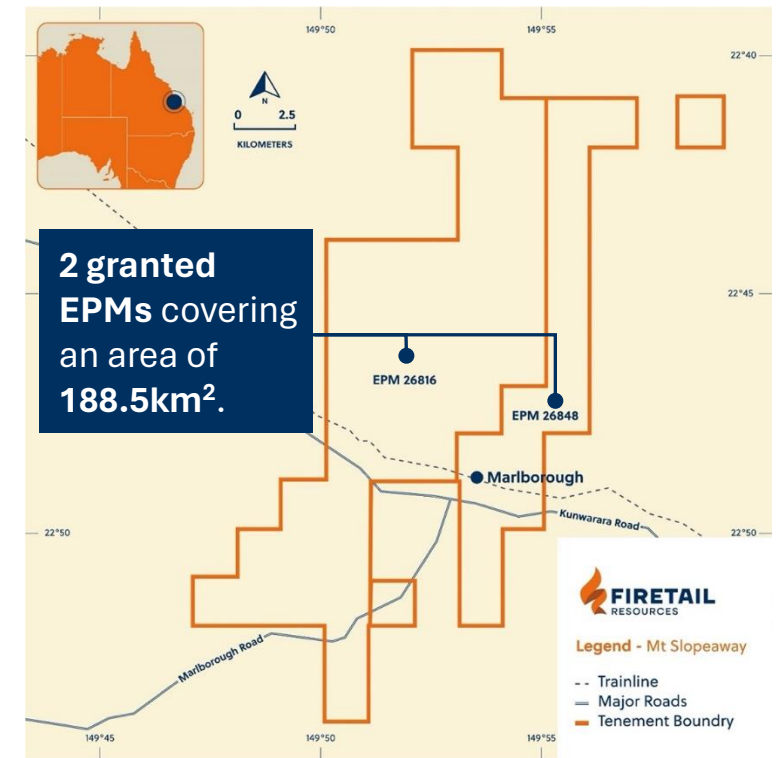 149°50
149°55
22°40
N
0 2.5
KILOMETERS
2 granted
EPMs covering
an area of
188.5km².
22°45
EPM 26816
EPM 26848
Marlborough
Kunwarara Road
22°50
22°50
FIRETAIL
RESOURCES
Legend - Mt Slopeaway
Trainline
Major Roads
Tenement Boundry
Marlborough Road
149°45
149°50
149°55